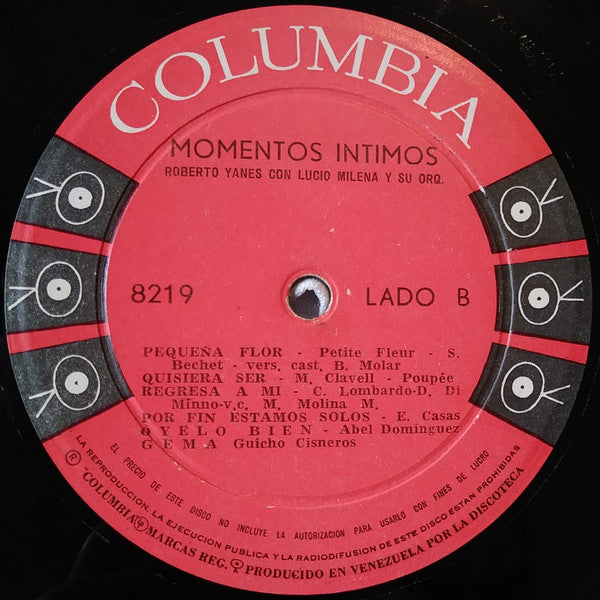 COLUMBIA
MOMENTOS INTIMOS
ROBERTO YANES CON LUCIO MILENA Y SU ORQ.
8219
LADO B
PEQUEÑA FLOR - Petite Fleur - S.
Bechet - vers. cast. B. Molar
QUISIERA SER - M. Clavell - Poupée
REGRESA A MI - C. Lombardo-D. Di
Minno-v.c. M. Molina M.
POR FIN ESTAMOS SOLOS - E. Casas
OYELO BIEN - Abel Domínguez
GEMA Guicho Cisneros
EL PRECIO DE ESTE DISCO NO INCLUYE LA AUTORIZACION PARA USARLO CON FINES DE LUCRO
LA REPRODUCCION, LA EJECUCION PUBLICA Y LA RADIODIFUSION DE ESTE DISCO ESTAN PROHIBIDAS
® "COLUMBIA" ℗ MARCAS REG. ℗ PRODUCIDO EN VENEZUELA POR LA DISCOTECA